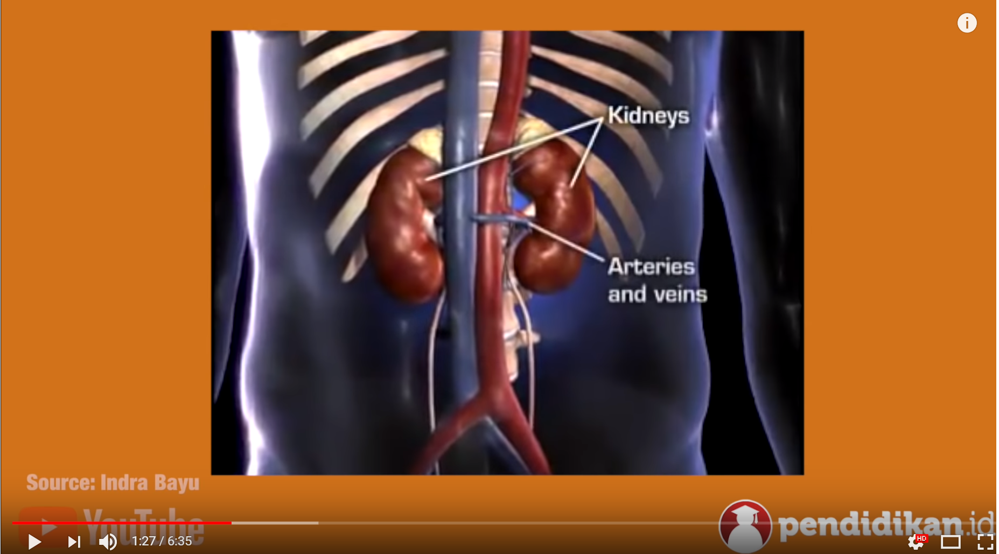 Kidneys
Arteries
and veins
Source: Indra Bayu
YouTube
pendidikan.id
1:27 / 6:35
HD